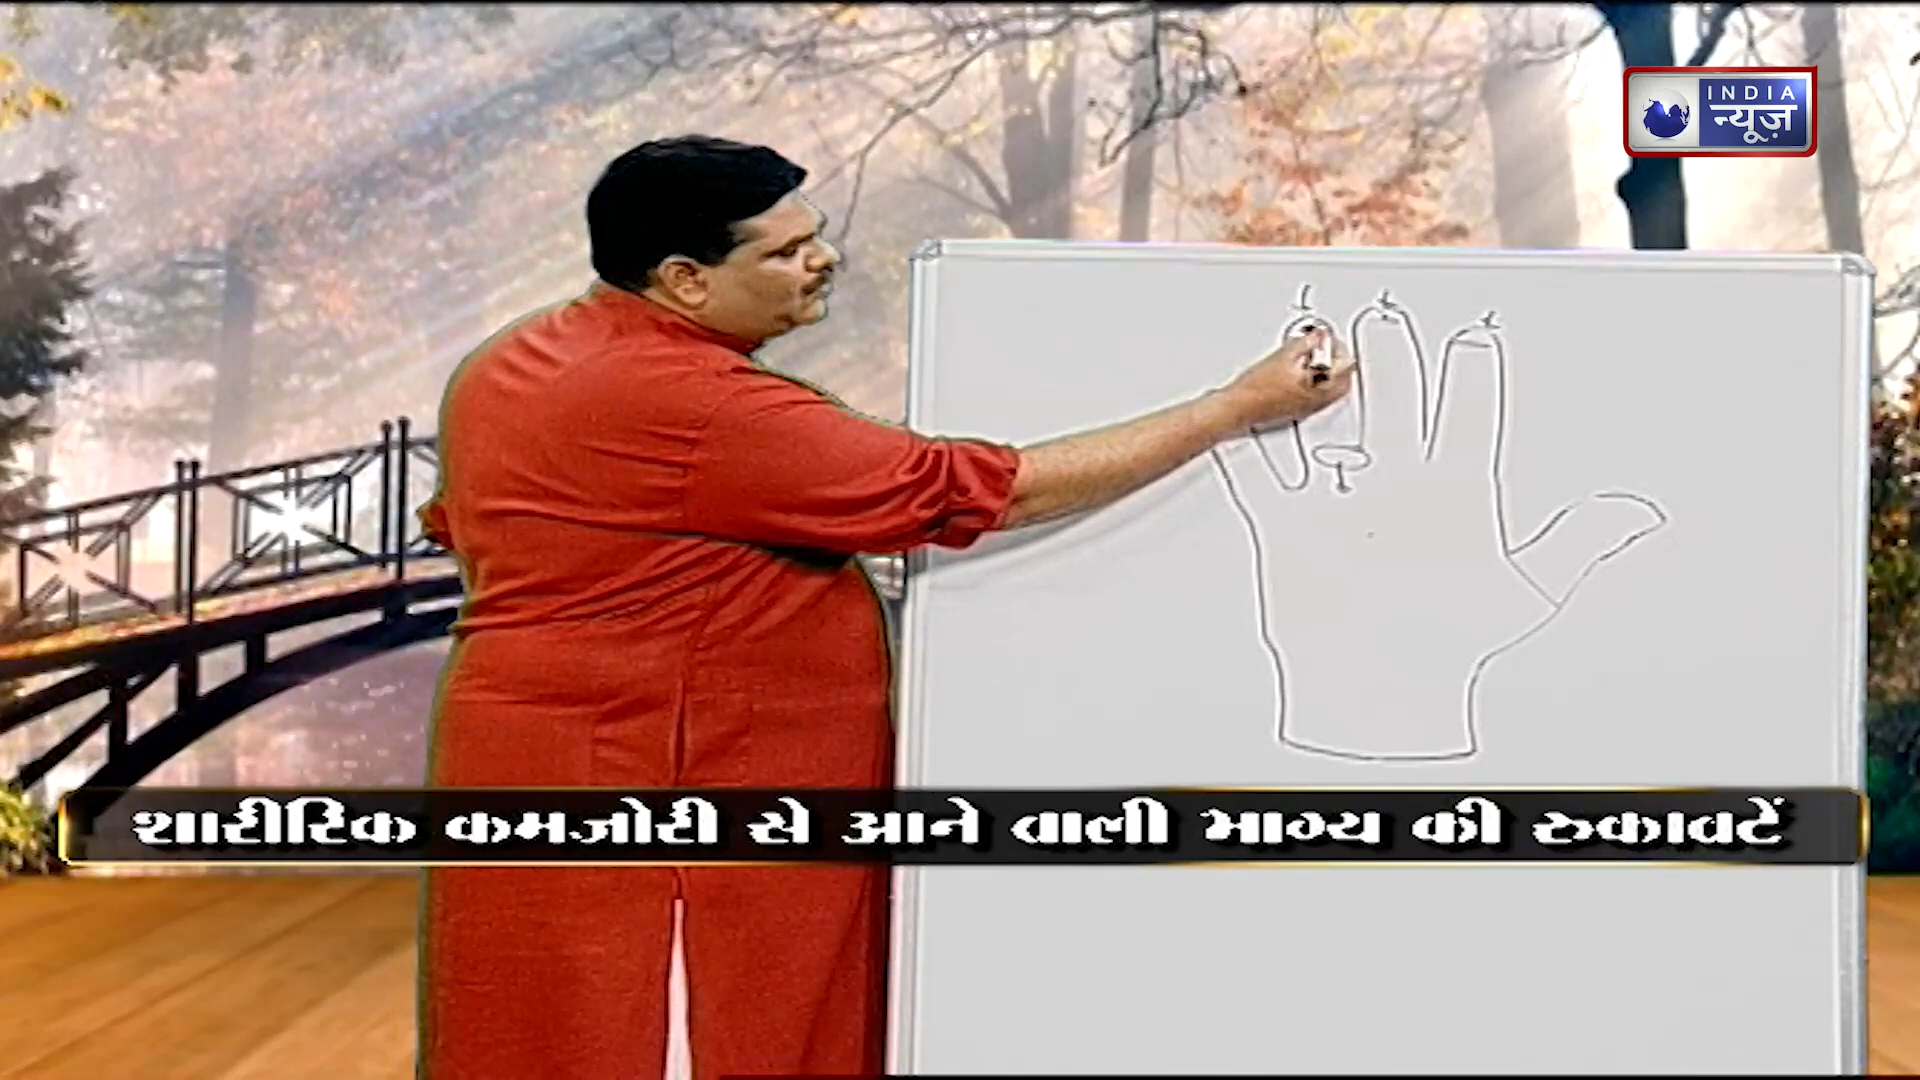 INDIA
न्यूज़
શારીરિક કમજોરી સે આને વાલી ભાગ્ય કી રુકાવટેં